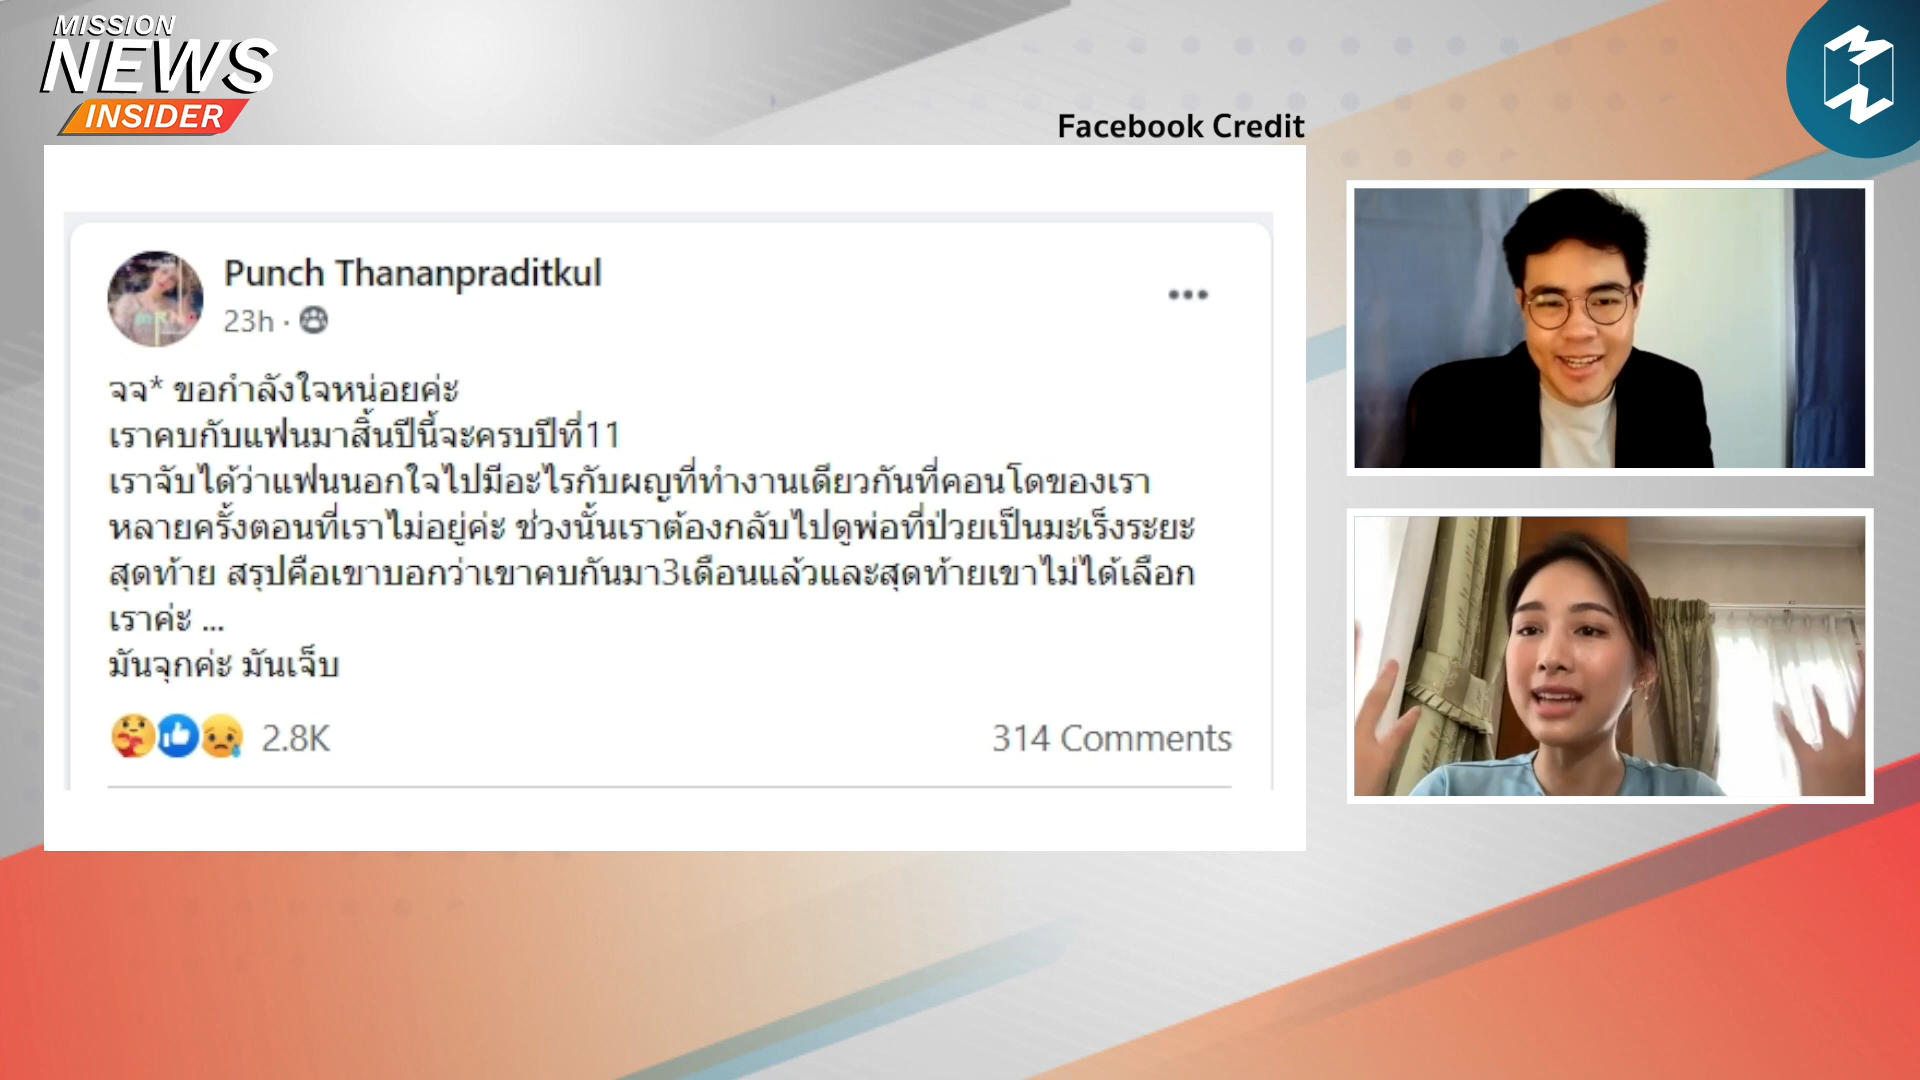 MISSION
NEWS
INSIDER
Facebook Credit
Punch Thananpraditkul
23h ·
จจ* ขอกำลังใจหน่อยค่ะ
เราคบกับแฟนมาสิ้นปีนี้จะครบปีที่11
เราจับได้ว่าแฟนนอกใจไปมีอะไรกับผญที่ทำงานเดียวกันที่คอนโดของเรา
หลายครั้งตอนที่เราไม่อยู่ค่ะ ช่วงนั้นเราต้องกลับไปดูพ่อที่ป่วยเป็นมะเร็งระยะ
สุดท้าย สรุปคือเขาบอกว่าเขาคบกันมา3เดือนแล้วและสุดท้ายเขาไม่ได้เลือก
เราค่ะ ...
มันจุกค่ะ มันเจ็บ
2.8K
314 Comments